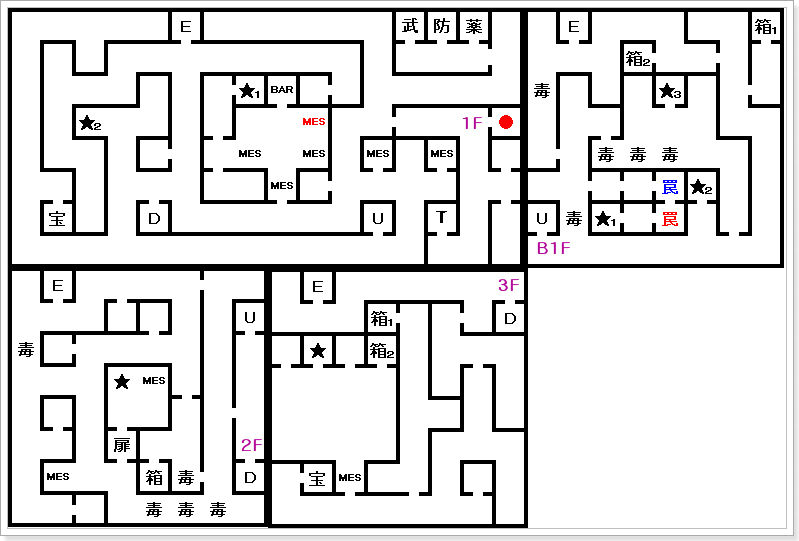 E 武 防 薬 E 箱1
箱2
★1 BAR 毒 ★3
★2 MES 1F
MES MES MES MES 毒 毒 毒
MES 罠 ★2
宝 D U T U 毒 ★1 罠
B1F
E E 3F
U 箱1 D
毒 ★ 箱2
★ MES
扉 2F
MES 箱 毒 D 宝 MES
毒 毒 毒